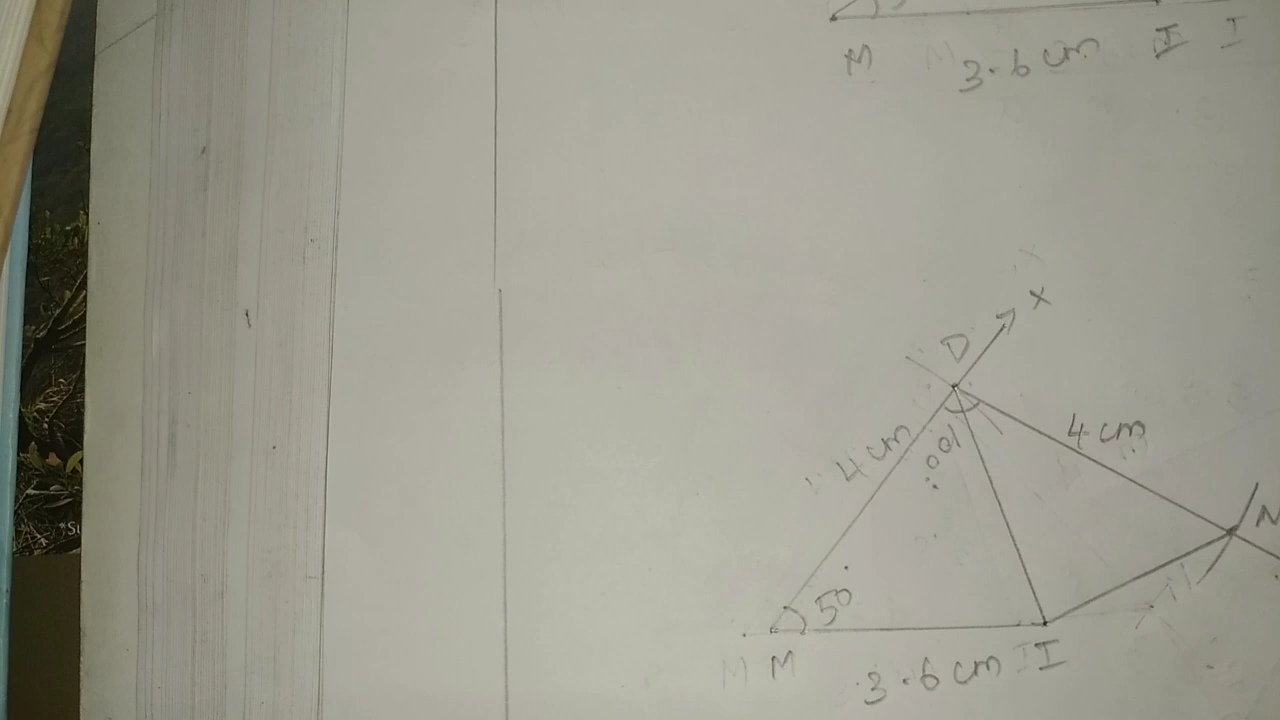 M 3.6 cm I I
X
D
4 cm
100°
4 cm
N
50°
M M 3.6 cm I I